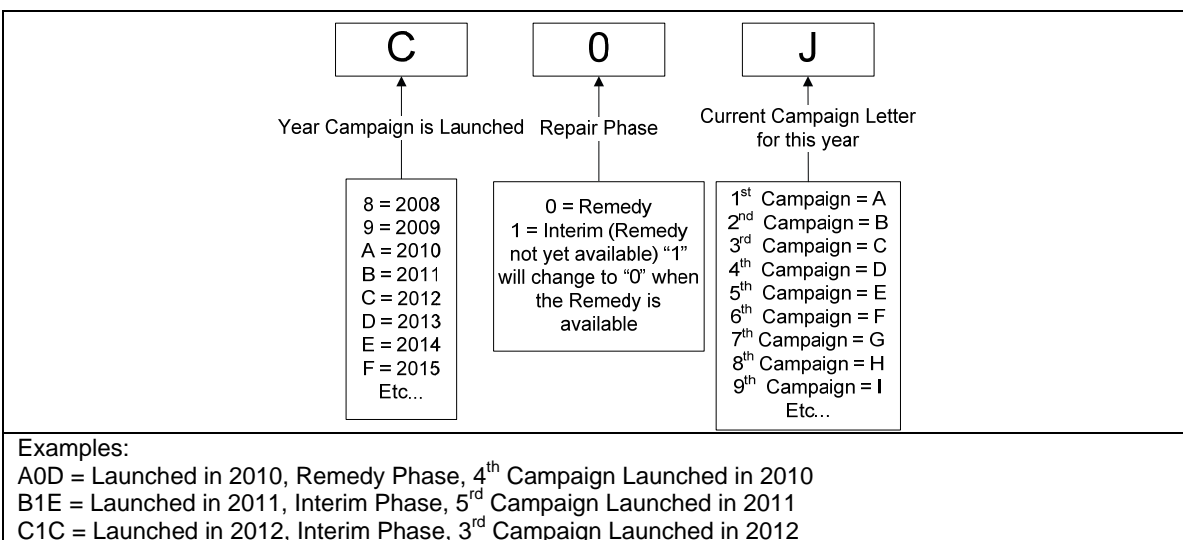 C 0 J
Year Campaign is Launched
Repair Phase
Current Campaign Letter
for this year
8 = 2008
9 = 2009
A = 2010
B = 2011
C = 2012
D = 2013
E = 2014
F = 2015
Etc...
0 = Remedy
1 = Interim (Remedy
not yet available) “1”
will change to “0” when
the Remedy is
available
1st Campaign = A
2nd Campaign = B
3rd Campaign = C
4th Campaign = D
5th Campaign = E
6th Campaign = F
7th Campaign = G
8th Campaign = H
9th Campaign = I
Etc...
Examples:
A0D = Launched in 2010, Remedy Phase, 4th Campaign Launched in 2010
B1E = Launched in 2011, Interim Phase, 5rd Campaign Launched in 2011
C1C = Launched in 2012, Interim Phase, 3rd Campaign Launched in 2012